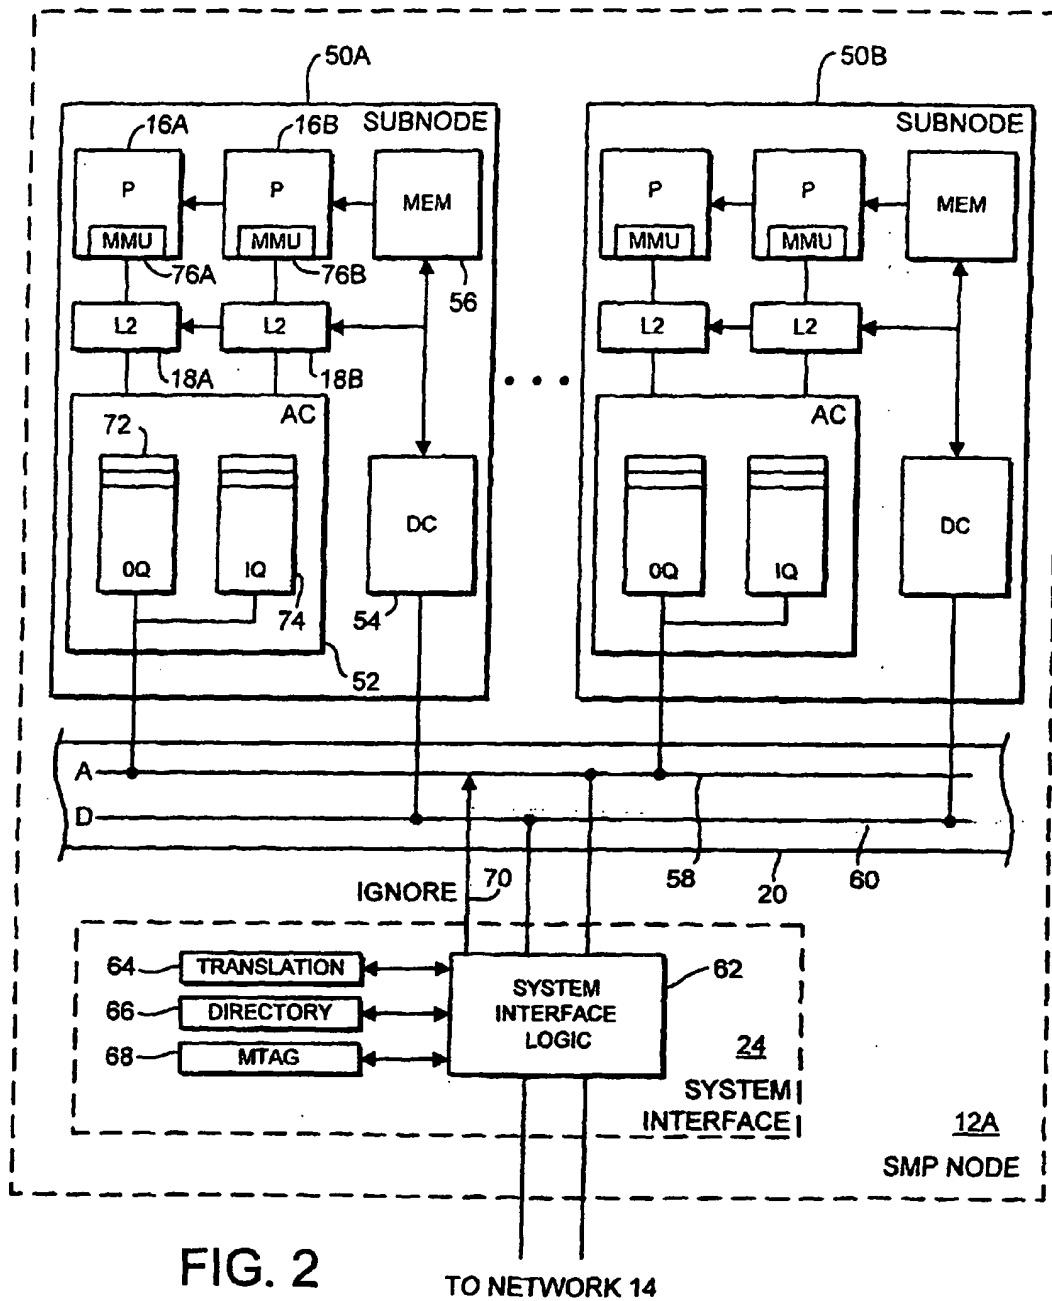 50A
50B
SUBNODE
SUBNODE
16A
16B
P
P
MEM
P
P
MEM
MMU
MMU
MMU
MMU
76A
76B
56
L2
L2
L2
L2
18A
18B
AC
AC
72
DC
DC
0Q
IQ
0Q
IQ
74
54
52
A
D
IGNORE
70
58
20
60
64
TRANSLATION
62
66
DIRECTORY
SYSTEM
INTERFACE
LOGIC
68
MTAG
24
SYSTEM
INTERFACE
12A
SMP NODE
FIG. 2
TO NETWORK 14